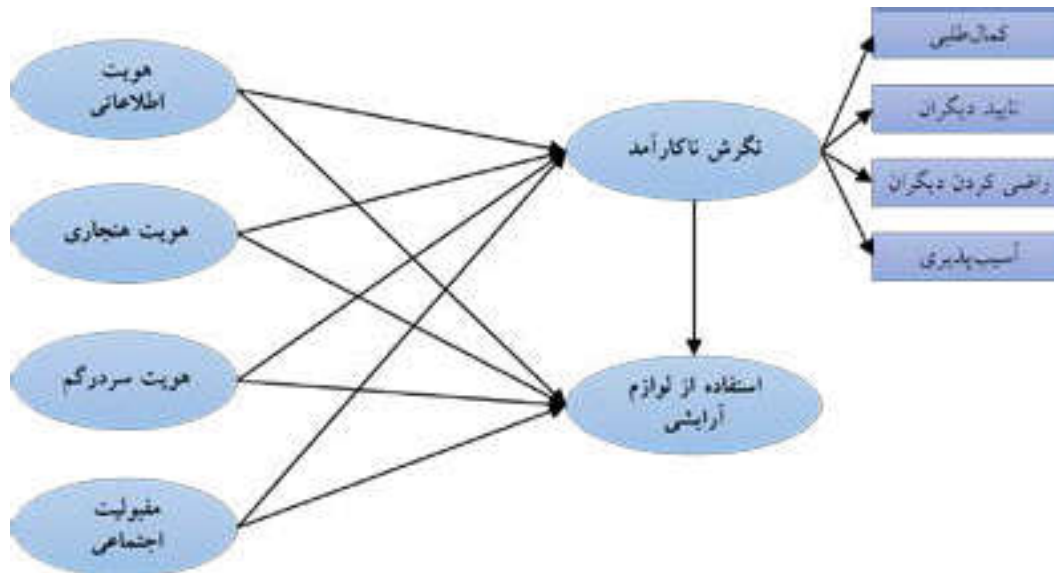 هویت
اطلاعاتی
هویت هنجاری
هویت سردرگم
مقبولیت
اجتماعی
نگرش ناکارآمد
استفاده از لوازم
آرایشی
کمال‌طلبی
تایید دیگران
راضی کردن دیگران
آسیب‌پذیری